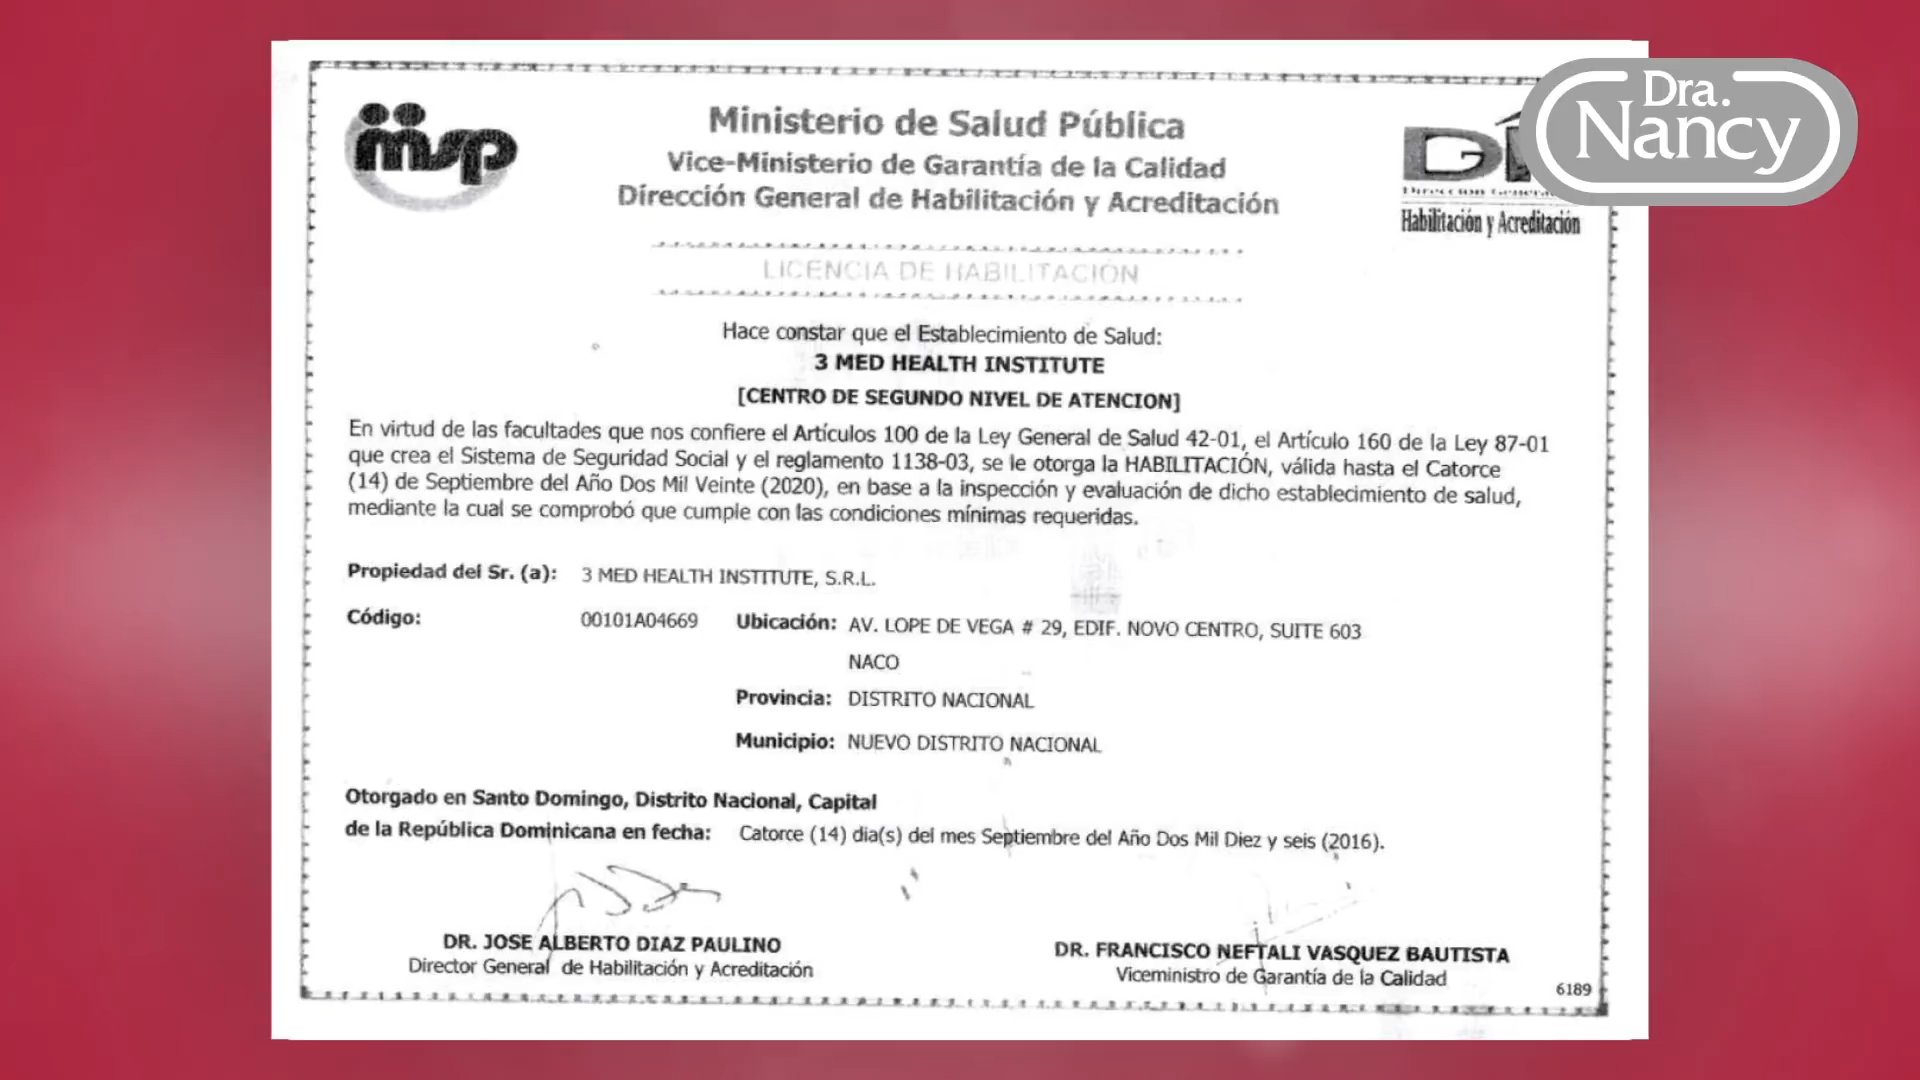 msp
Ministerio de Salud Pública
Vice-Ministerio de Garantía de la Calidad
Dirección General de Habilitación y Acreditación
Dra.
Nancy
Dirección General
Habilitación y Acreditación
LICENCIA DE HABILITACIÓN
Hace constar que el Establecimiento de Salud:
3 MED HEALTH INSTITUTE
[CENTRO DE SEGUNDO NIVEL DE ATENCION]
En virtud de las facultades que nos confiere el Artículos 100 de la Ley General de Salud 42-01, el Artículo 160 de la Ley 87-01
que crea el Sistema de Seguridad Social y el reglamento 1138-03, se le otorga la HABILITACIÓN, válida hasta el Catorce
(14) de Septiembre del Año Dos Mil Veinte (2020), en base a la inspección y evaluación de dicho establecimiento de salud,
mediante la cual se comprobó que cumple con las condiciones mínimas requeridas.
Propiedad del Sr. (a): 3 MED HEALTH INSTITUTE, S.R.L.
Código: 00101A04669 Ubicación: AV. LOPE DE VEGA # 29, EDIF. NOVO CENTRO, SUITE 603
NACO
Provincia: DISTRITO NACIONAL
Municipio: NUEVO DISTRITO NACIONAL
Otorgado en Santo Domingo, Distrito Nacional, Capital
de la República Dominicana en fecha: Catorce (14) dia(s) del mes Septiembre del Año Dos Mil Diez y seis (2016).
DR. JOSE ALBERTO DIAZ PAULINO
Director General de Habilitación y Acreditación
DR. FRANCISCO NEFTALI VASQUEZ BAUTISTA
Viceministro de Garantía de la Calidad
6189